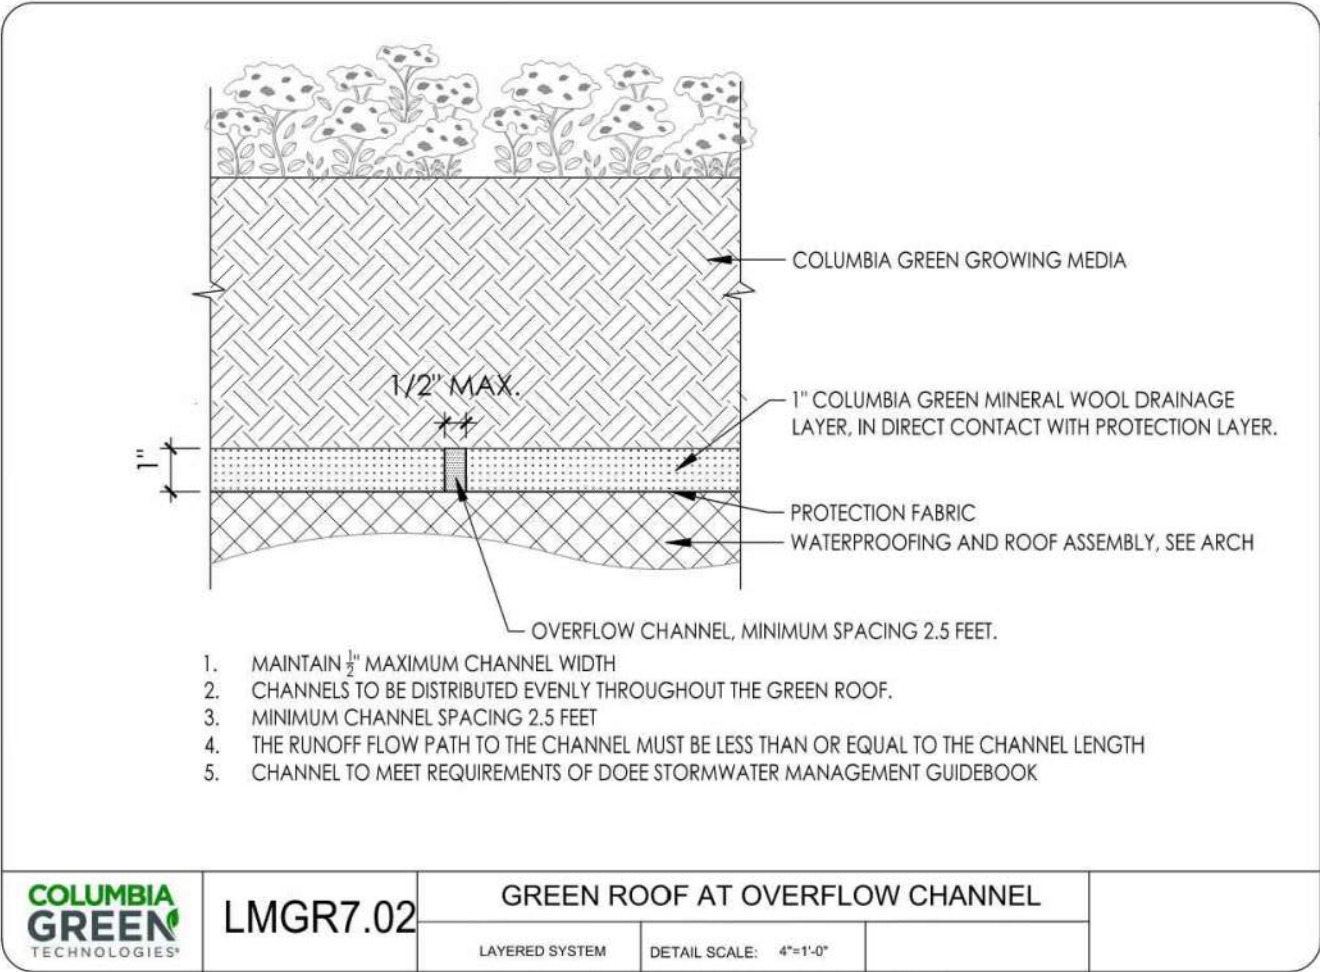 COLUMBIA GREEN GROWING MEDIA
1/2" MAX.
1" COLUMBIA GREEN MINERAL WOOL DRAINAGE
LAYER, IN DIRECT CONTACT WITH PROTECTION LAYER.
1"
PROTECTION FABRIC
WATERPROOFING AND ROOF ASSEMBLY, SEE ARCH
OVERFLOW CHANNEL, MINIMUM SPACING 2.5 FEET.
1. MAINTAIN ½" MAXIMUM CHANNEL WIDTH
2. CHANNELS TO BE DISTRIBUTED EVENLY THROUGHOUT THE GREEN ROOF.
3. MINIMUM CHANNEL SPACING 2.5 FEET
4. THE RUNOFF FLOW PATH TO THE CHANNEL MUST BE LESS THAN OR EQUAL TO THE CHANNEL LENGTH
5. CHANNEL TO MEET REQUIREMENTS OF DOEE STORMWATER MANAGEMENT GUIDEBOOK
COLUMBIA
GREEN
TECHNOLOGIES®
LMGR7.02
GREEN ROOF AT OVERFLOW CHANNEL
LAYERED SYSTEM
DETAIL SCALE: 4"=1'-0"